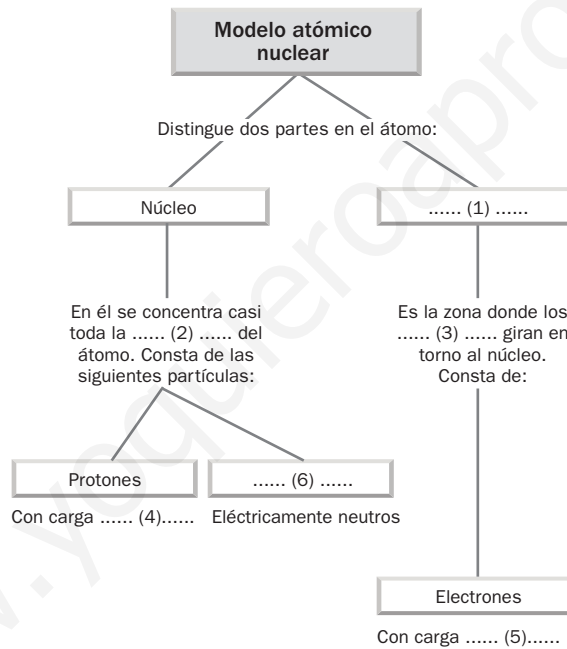 Modelo atómico
nuclear
Distingue dos partes en el átomo:
Núcleo
...... (1) ......
En él se concentra casi
toda la ...... (2) ...... del
átomo. Consta de las
siguientes partículas:
Es la zona donde los
...... (3) ...... giran en
torno al núcleo.
Consta de:
Protones
...... (6) ......
Con carga ...... (4)......
Eléctricamente neutros
Electrones
Con carga ...... (5)......